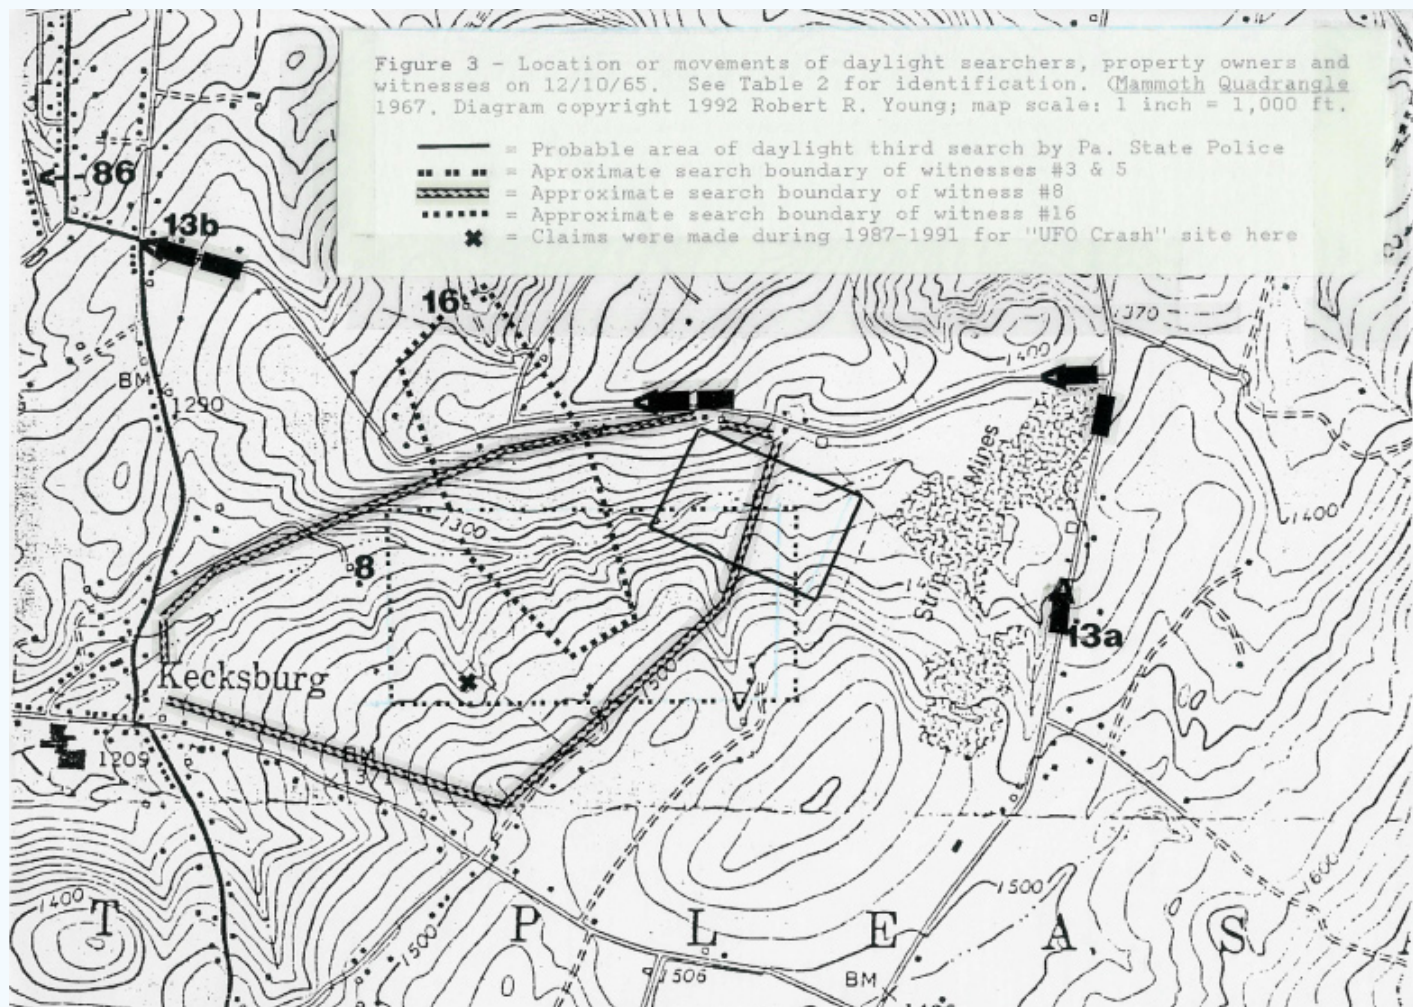 Figure 3 - Location or movements of daylight searchers, property owners and
witnesses on 12/10/65. See Table 2 for identification. (Mammoth Quadrangle
1967. Diagram copyright 1992 Robert R. Young; map scale: 1 inch = 1,000 ft.
= Probable area of daylight third search by Pa. State Police
= Aproximate search boundary of witnesses #3 & 5
= Approximate search boundary of witness #8
= Approximate search boundary of witness #16
= Claims were made during 1987-1991 for "UFO Crash" site here
A - 86
13b
16
370
1400
BM
1290
Strip Mines
1300
8
1400
13a
Kecksburg
1500
1209
BM
1371
1400
T
P L E A S
1500
1500
1600
1506
BM